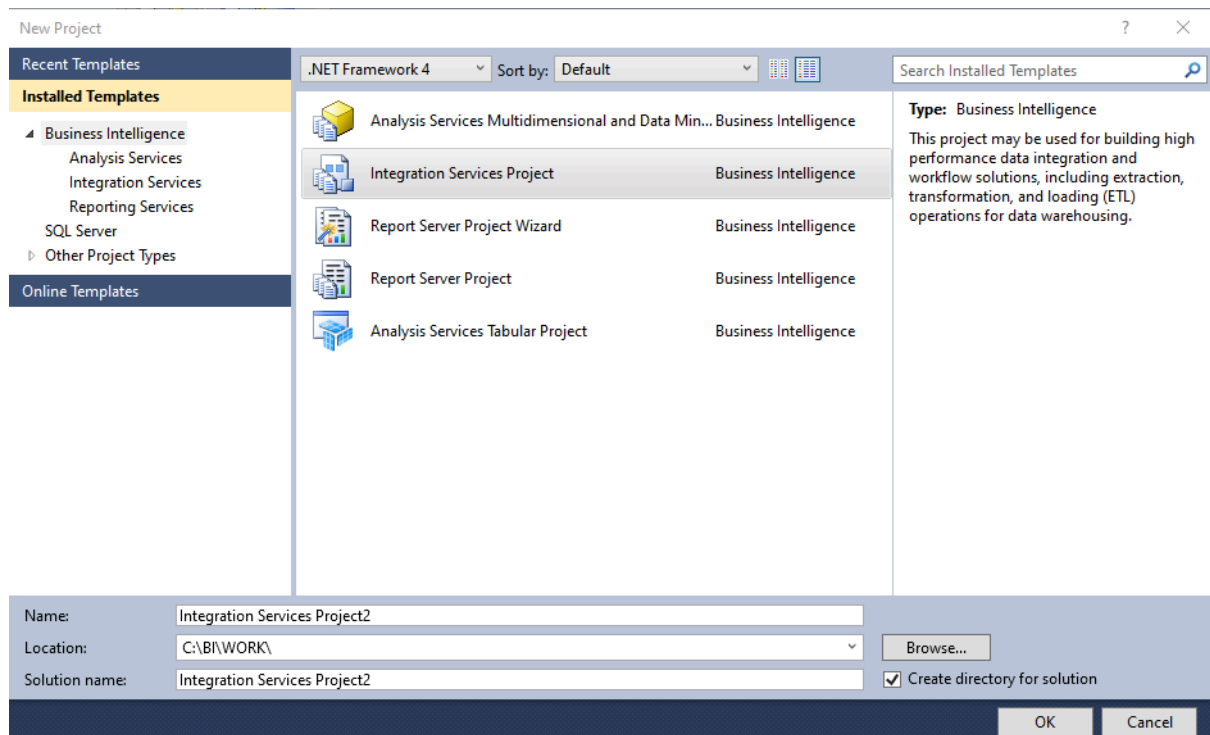 New Project
?
Recent Templates
Installed Templates
Business Intelligence
Analysis Services
Integration Services
Reporting Services
SQL Server
Other Project Types
Online Templates
.NET Framework 4
Sort by: Default
Analysis Services Multidimensional and Data Min... Business Intelligence
Integration Services Project Business Intelligence
Report Server Project Wizard Business Intelligence
Report Server Project Business Intelligence
Analysis Services Tabular Project Business Intelligence
Search Installed Templates
Type: Business Intelligence
This project may be used for building high
performance data integration and
workflow solutions, including extraction,
transformation, and loading (ETL)
operations for data warehousing.
Name: Integration Services Project2
Location: C:\BI\WORK\ Browse...
Solution name: Integration Services Project2 Create directory for solution
OK Cancel